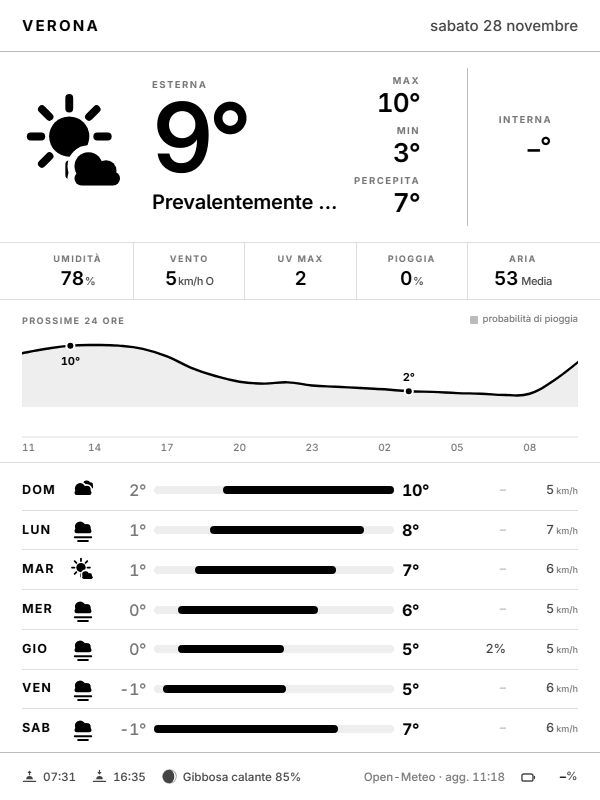 VERONA
sabato 28 novembre
ESTERNA
9°
Prevalentemente ...
MAX
10°
MIN
3°
PERCEPITA
7°
INTERNA
–°
UMIDITÀ
78%
VENTO
5km/h O
UV MAX
2
PIOGGIA
0%
ARIA
53 Media
PROSSIME 24 ORE
probabilità di pioggia
10°
2°
11 14 17 20 23 02 05 08
DOM 2° 10° – 5 km/h
LUN 1° 8° – 7 km/h
MAR 1° 7° – 6 km/h
MER 0° 6° – 5 km/h
GIO 0° 5° 2% 5 km/h
VEN -1° 5° – 6 km/h
SAB -1° 7° – 6 km/h
07:31 16:35 Gibbosa calante 85% Open-Meteo · agg. 11:18 –%